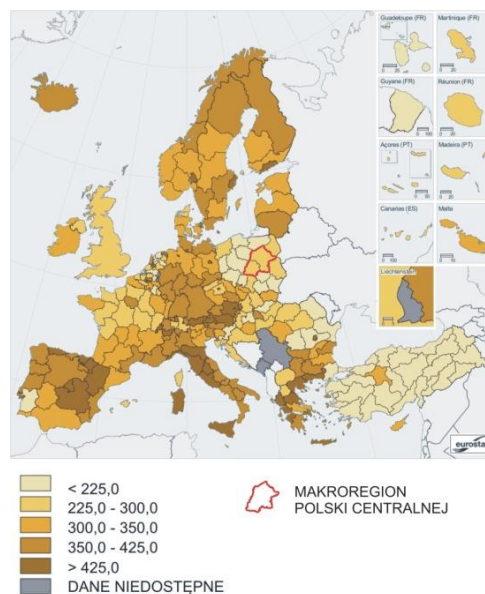 Guadeloupe (FR)
Martinique (FR)
Guyane (FR)
Réunion (FR)
Açores (PT)
Madeira (PT)
Canarias (ES)
Malta
Liechtenstein
eurostat
< 225,0
225,0 - 300,0
300,0 - 350,0
350,0 - 425,0
> 425,0
DANE NIEDOSTĘPNE
MAKROREGION
POLSKI CENTRALNEJ